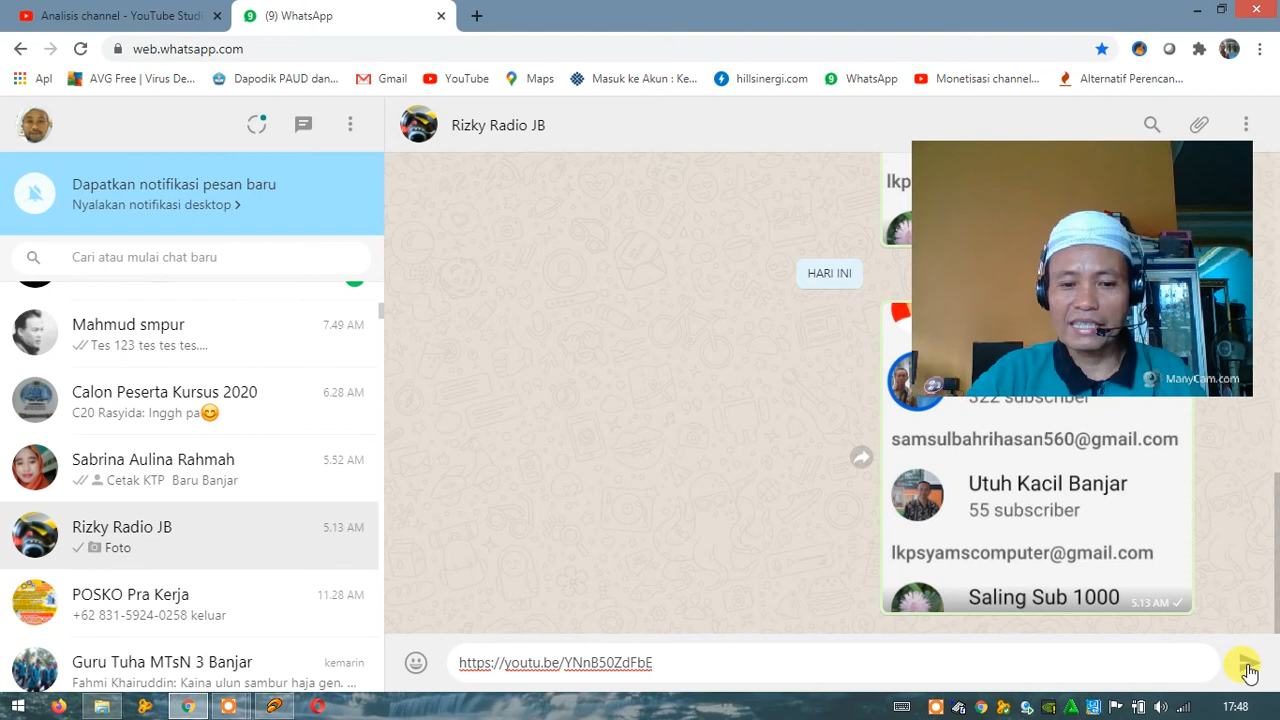 Analisis channel - YouTube Studi
(9) WhatsApp
web.whatsapp.com
Apl
AVG Free | Virus De...
Dapodik PAUD dan...
Gmail
YouTube
Maps
Masuk ke Akun : Ke...
hillsinergi.com
WhatsApp
Monetisasi channel...
Alternatif Perencan...
Rizky Radio JB
Dapatkan notifikasi pesan baru
Nyalakan notifikasi desktop >
Cari atau mulai chat baru
Mahmud smpur
7.49 AM
Tes 123 tes tes tes....
Calon Peserta Kursus 2020
6.28 AM
C20 Rasyida: Inggh pa
Sabrina Aulina Rahmah
5.52 AM
Cetak KTP Baru Banjar
Rizky Radio JB
5.13 AM
Foto
POSKO Pra Kerja
11.28 AM
+62 831-5924-0258 keluar
Guru Tuha MTsN 3 Banjar
kemarin
Fahmi Khairuddin: Kaina ulun sambur haja gen. ...
lkp
HARI INI
ManyCam.com
322 subscriber
samsulbahrihasan560@gmail.com
Utuh Kacil Banjar
55 subscriber
lkpsyamscomputer@gmail.com
Saling Sub 1000
5.13 AM
https://youtu.be/YNnB50ZdFbE
17:48